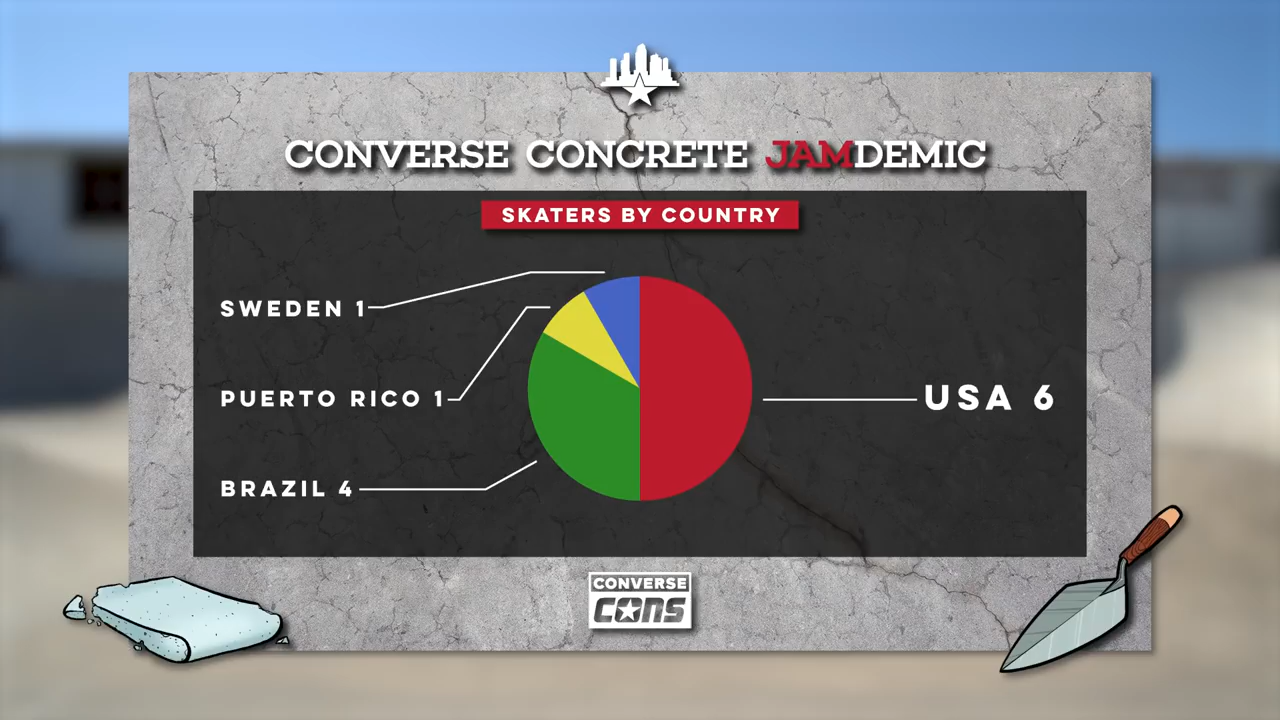 CONVERSE CONCRETE JAMDEMIC
SKATERS BY COUNTRY
SWEDEN 1
PUERTO RICO 1
BRAZIL 4
USA 6
CONVERSE
CONS